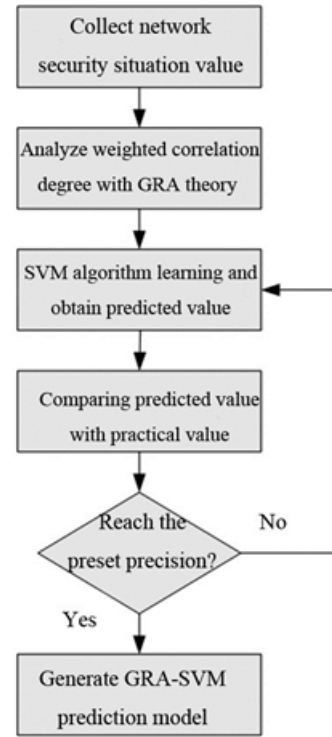 Collect network
security situation value
Analyze weighted correlation
degree with GRA theory
SVM algorithm learning and
obtain predicted value
Comparing predicted value
with practical value
Reach the
preset precision?
No
Yes
Generate GRA-SVM
prediction model